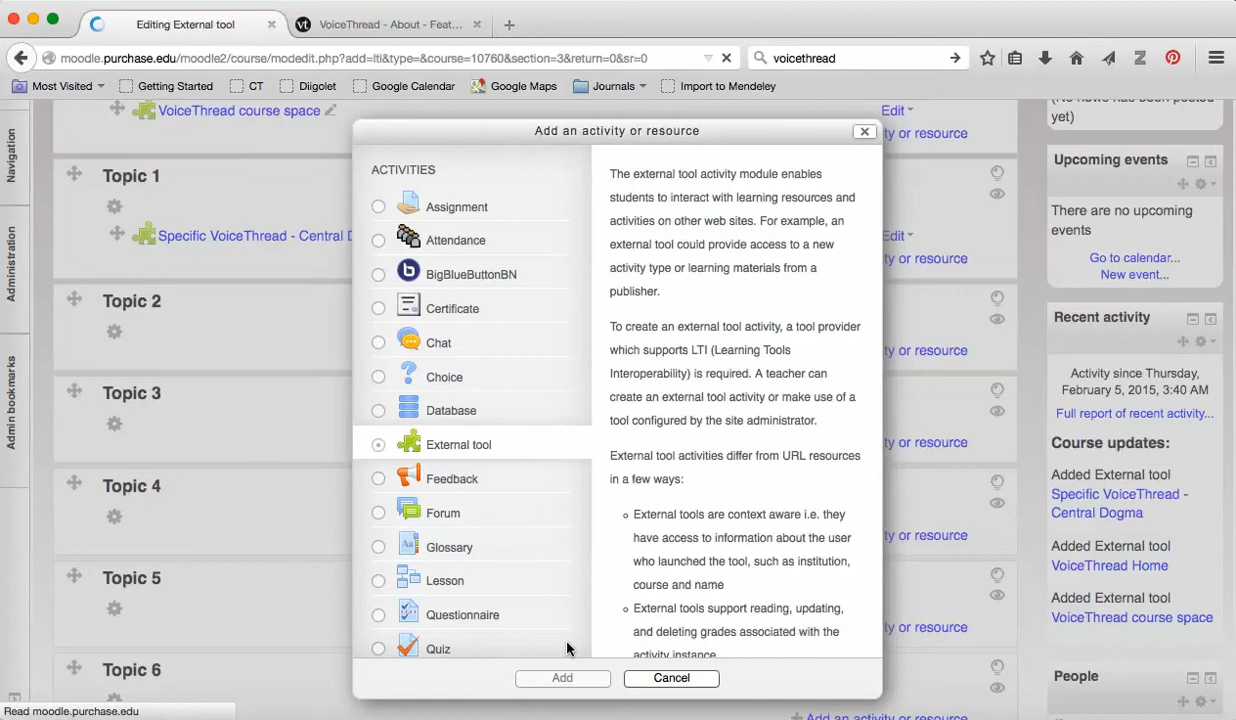 Editing External tool
VoiceThread - About - Feat...
moodle.purchase.edu/moodle2/course/modedit.php?add=lti&type=&course=10760&section=3&return=0&sr=0
voicethread
Most Visited
Getting Started
CT
Diigolet
Google Calendar
Google Maps
Journals
Import to Mendeley
Navigation
Administration
Admin bookmarks
VoiceThread course space
Edit
ty or resource
Topic 1
Specific VoiceThread - Central D
Edit
ty or resource
Topic 2
ty or resource
Topic 3
ty or resource
Topic 4
ty or resource
Topic 5
ty or resource
Topic 6
Add an activity or resource
Add an activity or resource
ACTIVITIES
Assignment
Attendance
BigBlueButtonBN
Certificate
Chat
Choice
Database
External tool
Feedback
Forum
Glossary
Lesson
Questionnaire
Quiz
The external tool activity module enables
students to interact with learning resources and
activities on other web sites. For example, an
external tool could provide access to a new
activity type or learning materials from a
publisher.
To create an external tool activity, a tool provider
which supports LTI (Learning Tools
Interoperability) is required. A teacher can
create an external tool activity or make use of a
tool configured by the site administrator.
External tool activities differ from URL resources
in a few ways:
External tools are context aware i.e. they
have access to information about the user
who launched the tool, such as institution,
course and name
External tools support reading, updating,
and deleting grades associated with the
activity instance
Add
Cancel
(No news has been posted
yet)
Upcoming events
There are no upcoming
events
Go to calendar...
New event...
Recent activity
Activity since Thursday,
February 5, 2015, 3:40 AM
Full report of recent activity...
Course updates:
Added External tool
Specific VoiceThread -
Central Dogma
Added External tool
VoiceThread Home
Added External tool
VoiceThread course space
People
Read moodle.purchase.edu